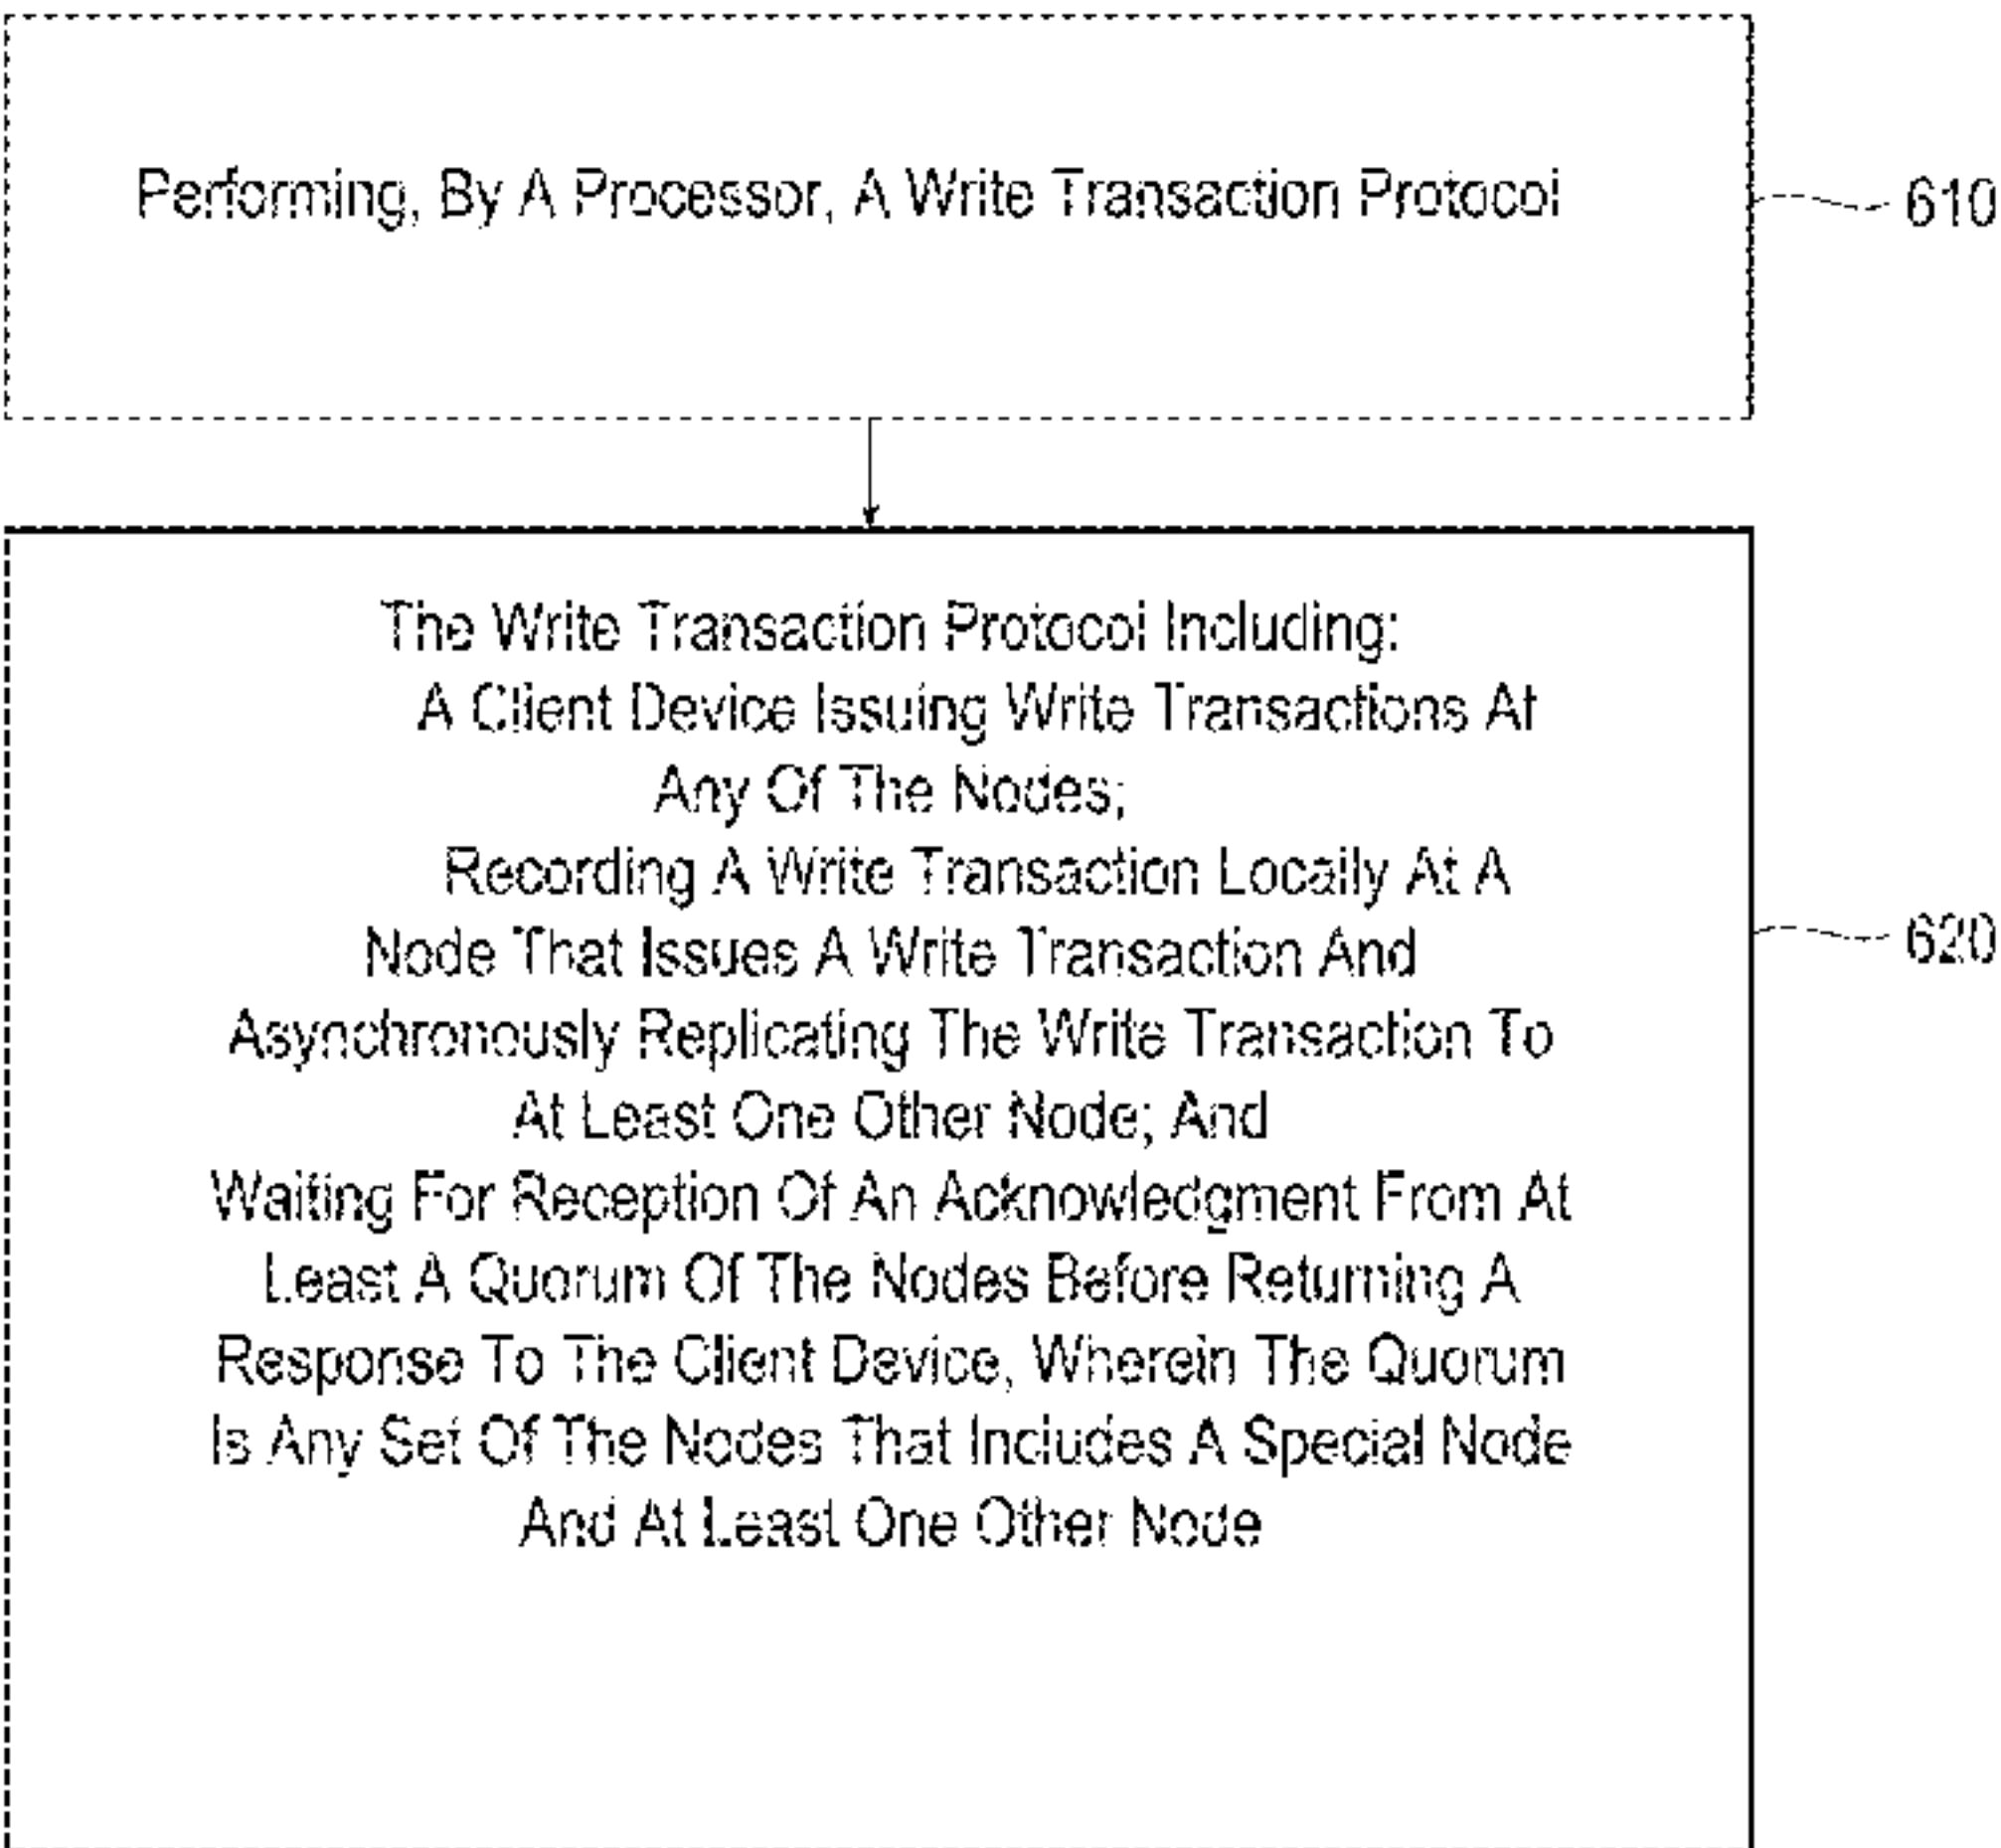 Performing, By A Processor, A Write Transaction Protocol
610
The Write Transaction Protocol Including:
A Client Device Issuing Write Transactions At
Any Of The Nodes;
Recording A Write Transaction Locally At A
Node That Issues A Write Transaction And
Asynchronously Replicating The Write Transaction To
At Least One Other Node; And
Waiting For Reception Of An Acknowledgment From At
Least A Quorum Of The Nodes Before Returning A
Response To The Client Device, Wherein The Quorum
Is Any Set Of The Nodes That Includes A Special Node
And At Least One Other Node
620